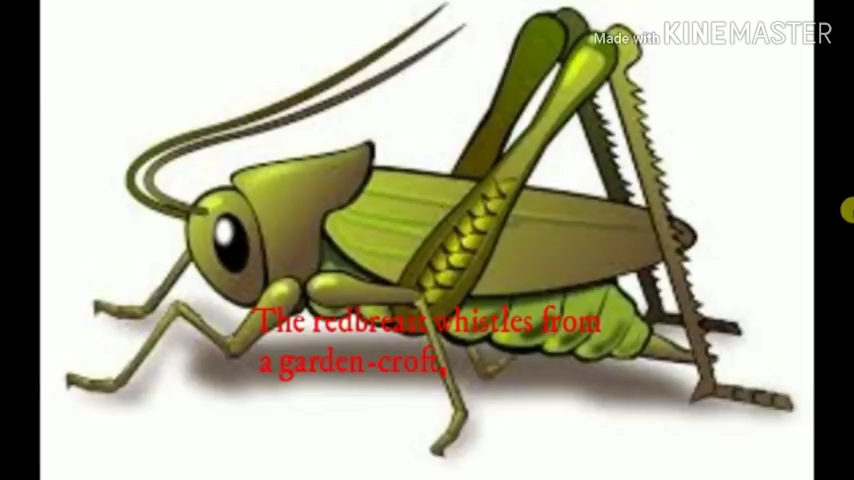 Made with KINEMASTER
The redbreast whistles from
a garden-croft,